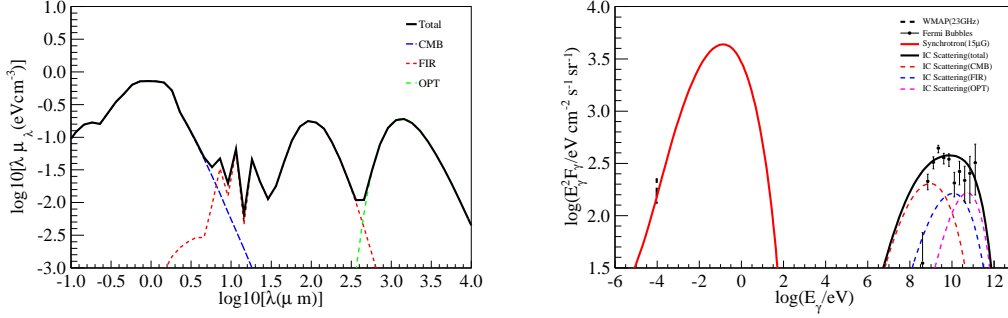 1.0
0.5
0.0
-0.5
-1.0
-1.5
-2.0
-2.5
-3.0
log10[λ μ_λ(eVcm⁻³)]
Total
CMB
FIR
OPT
-1.0 -0.5 0.0 0.5 1.0 1.5 2.0 2.5 3.0 3.5 4.0
log10[λ(μ m)]
4.0
3.5
3.0
2.5
2.0
1.5
log(E²_γF_γ/eV cm⁻² s⁻¹ sr⁻¹)
WMAP(23GHz)
Fermi Bubbles
Synchrotron(15μG)
IC Scattering(total)
IC Scattering(CMB)
IC Scattering(FIR)
IC Scattering(OPT)
-6 -4 -2 0 2 4 6 8 10 12
log(E_γ/eV)